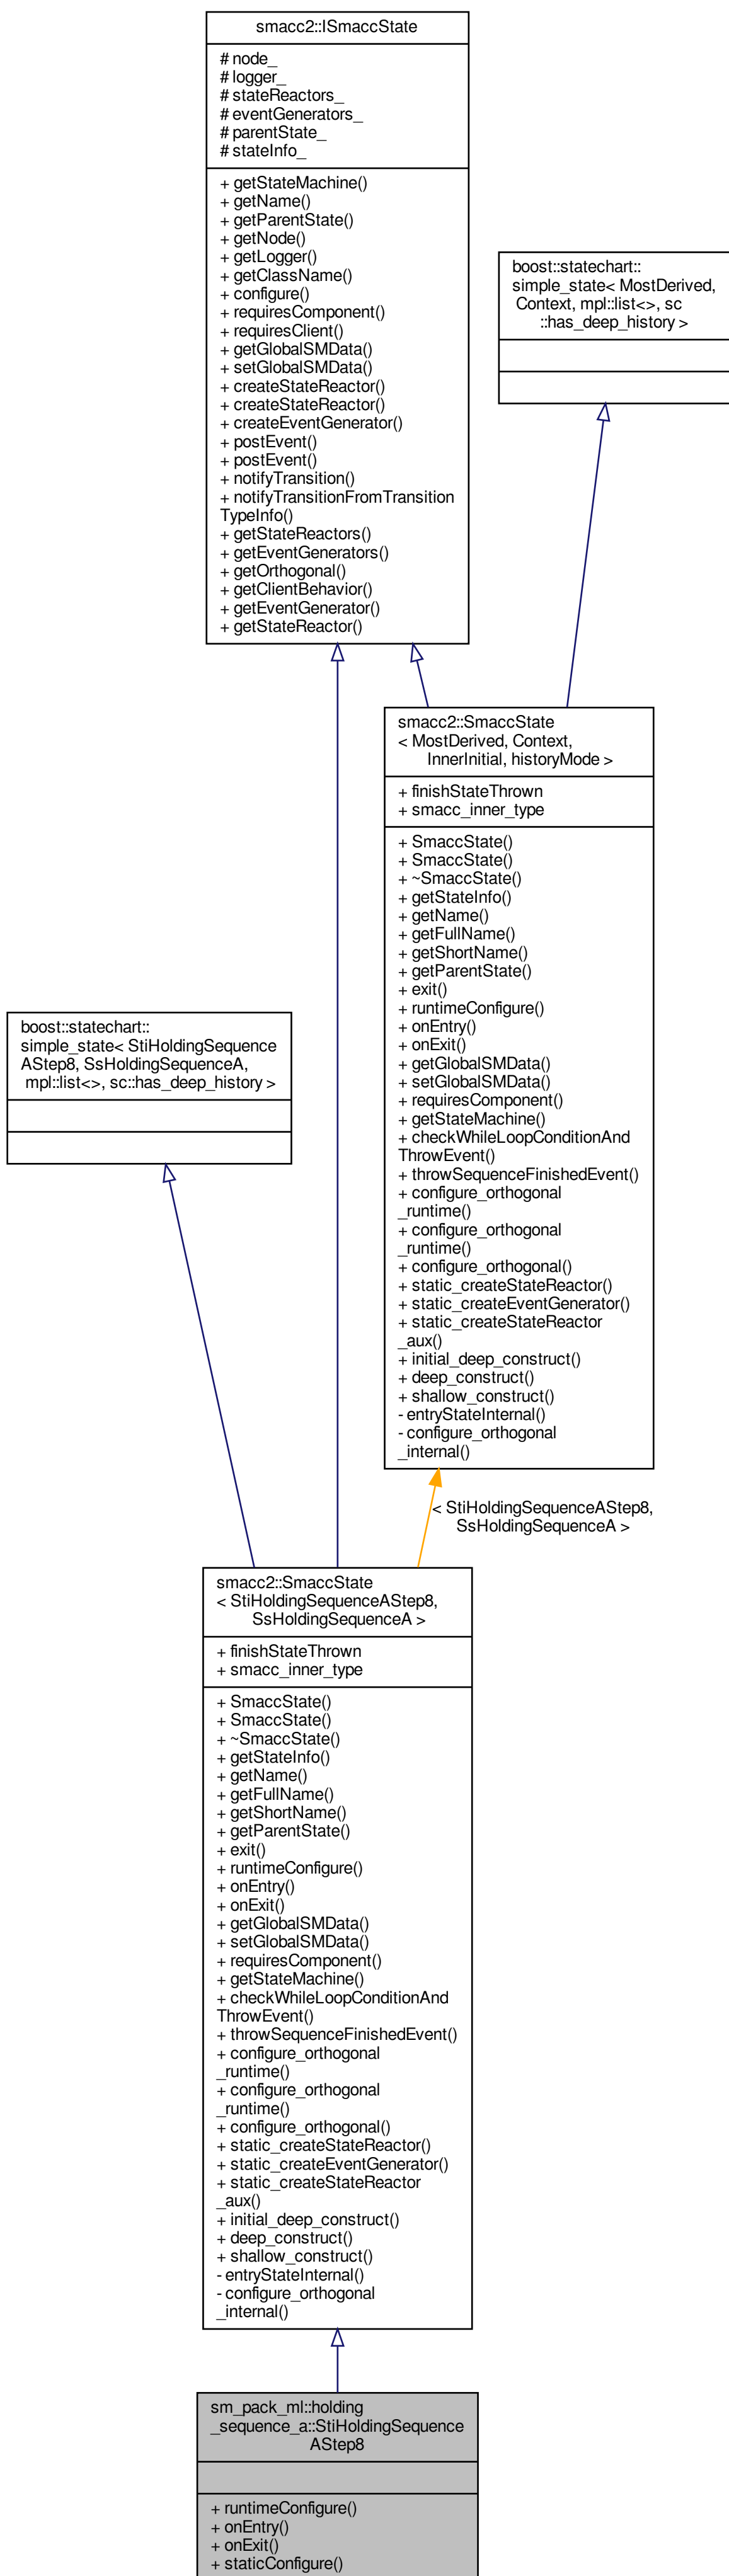 smacc2::ISmaccState
# node_
# logger_
# stateReactors_
# eventGenerators_
# parentState_
# stateInfo_
+ getStateMachine()
+ getName()
+ getParentState()
+ getNode()
+ getLogger()
+ getClassName()
+ configure()
+ requiresComponent()
+ requiresClient()
+ getGlobalSMData()
+ setGlobalSMData()
+ createStateReactor()
+ createStateReactor()
+ createEventGenerator()
+ postEvent()
+ postEvent()
+ notifyTransition()
+ notifyTransitionFromTransition
TypeInfo()
+ getStateReactors()
+ getEventGenerators()
+ getOrthogonal()
+ getClientBehavior()
+ getEventGenerator()
+ getStateReactor()
boost::statechart::
simple_state< MostDerived,
Context, mpl::list<>, sc
::has_deep_history >
smacc2::SmaccState
< MostDerived, Context,
InnerInitial, historyMode >
+ finishStateThrown
+ smacc_inner_type
+ SmaccState()
+ SmaccState()
+ ~SmaccState()
+ getStateInfo()
+ getName()
+ getFullName()
+ getShortName()
+ getParentState()
+ exit()
+ runtimeConfigure()
+ onEntry()
+ onExit()
+ getGlobalSMData()
+ setGlobalSMData()
+ requiresComponent()
+ getStateMachine()
+ checkWhileLoopConditionAnd
ThrowEvent()
+ throwSequenceFinishedEvent()
+ configure_orthogonal
_runtime()
+ configure_orthogonal
_runtime()
+ configure_orthogonal()
+ static_createStateReactor()
+ static_createEventGenerator()
+ static_createStateReactor
_aux()
+ initial_deep_construct()
+ deep_construct()
+ shallow_construct()
- entryStateInternal()
- configure_orthogonal
_internal()
boost::statechart::
simple_state< StiHoldingSequence
AStep8, SsHoldingSequenceA,
mpl::list<>, sc::has_deep_history >
< StiHoldingSequenceAStep8,
SsHoldingSequenceA >
smacc2::SmaccState
< StiHoldingSequenceAStep8,
SsHoldingSequenceA >
+ finishStateThrown
+ smacc_inner_type
+ SmaccState()
+ SmaccState()
+ ~SmaccState()
+ getStateInfo()
+ getName()
+ getFullName()
+ getShortName()
+ getParentState()
+ exit()
+ runtimeConfigure()
+ onEntry()
+ onExit()
+ getGlobalSMData()
+ setGlobalSMData()
+ requiresComponent()
+ getStateMachine()
+ checkWhileLoopConditionAnd
ThrowEvent()
+ throwSequenceFinishedEvent()
+ configure_orthogonal
_runtime()
+ configure_orthogonal
_runtime()
+ configure_orthogonal()
+ static_createStateReactor()
+ static_createEventGenerator()
+ static_createStateReactor
_aux()
+ initial_deep_construct()
+ deep_construct()
+ shallow_construct()
- entryStateInternal()
- configure_orthogonal
_internal()
sm_pack_ml::holding
_sequence_a::StiHoldingSequence
AStep8
+ runtimeConfigure()
+ onEntry()
+ onExit()
+ staticConfigure()